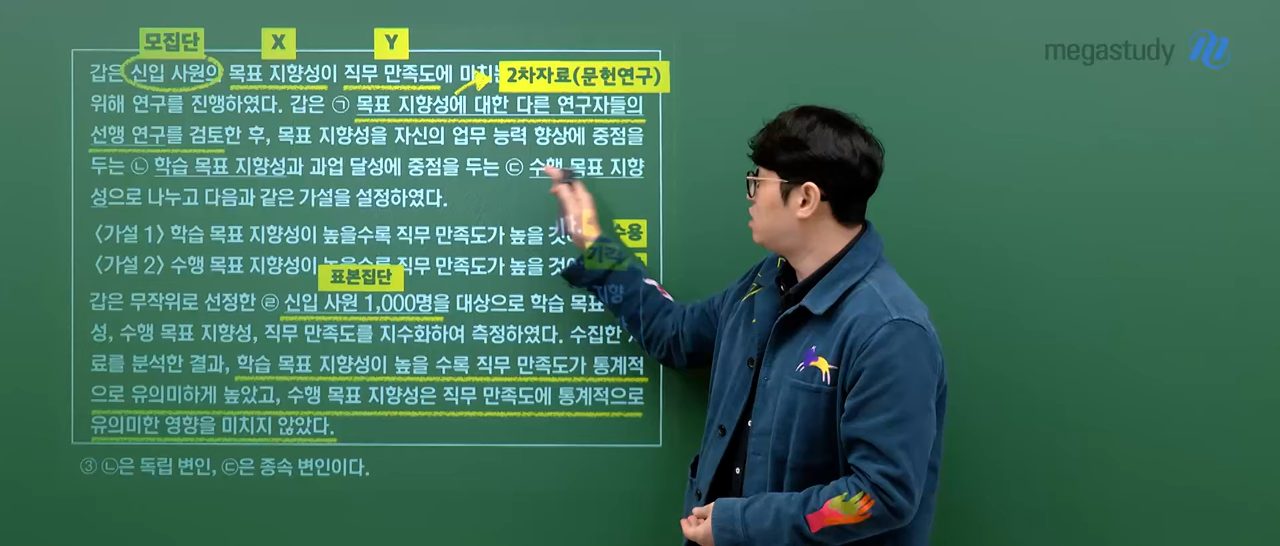 megastudy
모집단 X Y
갑은 신입 사원의 목표 지향성이 직무 만족도에 미치는
2차자료(문헌연구)
위해 연구를 진행하였다. 갑은 ㉠ 목표 지향성에 대한 다른 연구자들의
선행 연구를 검토한 후, 목표 지향성을 자신의 업무 능력 향상에 중점을
두는 ㉡ 학습 목표 지향성과 과업 달성에 중점을 두는 ㉢ 수행 목표 지향
성으로 나누고 다음과 같은 가설을 설정하였다.
〈가설 1〉 학습 목표 지향성이 높을수록 직무 만족도가 높을 수용
〈가설 2〉 수행 목표 지향성이 높을수록 직무 만족도가 높을 기각
표본집단
갑은 무작위로 선정한 ㉣ 신입 사원 1,000명을 대상으로 학습 목표 지향
성, 수행 목표 지향성, 직무 만족도를 지수화하여 측정하였다. 수집한
료를 분석한 결과, 학습 목표 지향성이 높을 수록 직무 만족도가 통계적
으로 유의미하게 높았고, 수행 목표 지향성은 직무 만족도에 통계적으로
유의미한 영향을 미치지 않았다.
③ ㉡은 독립 변인, ㉢은 종속 변인이다.